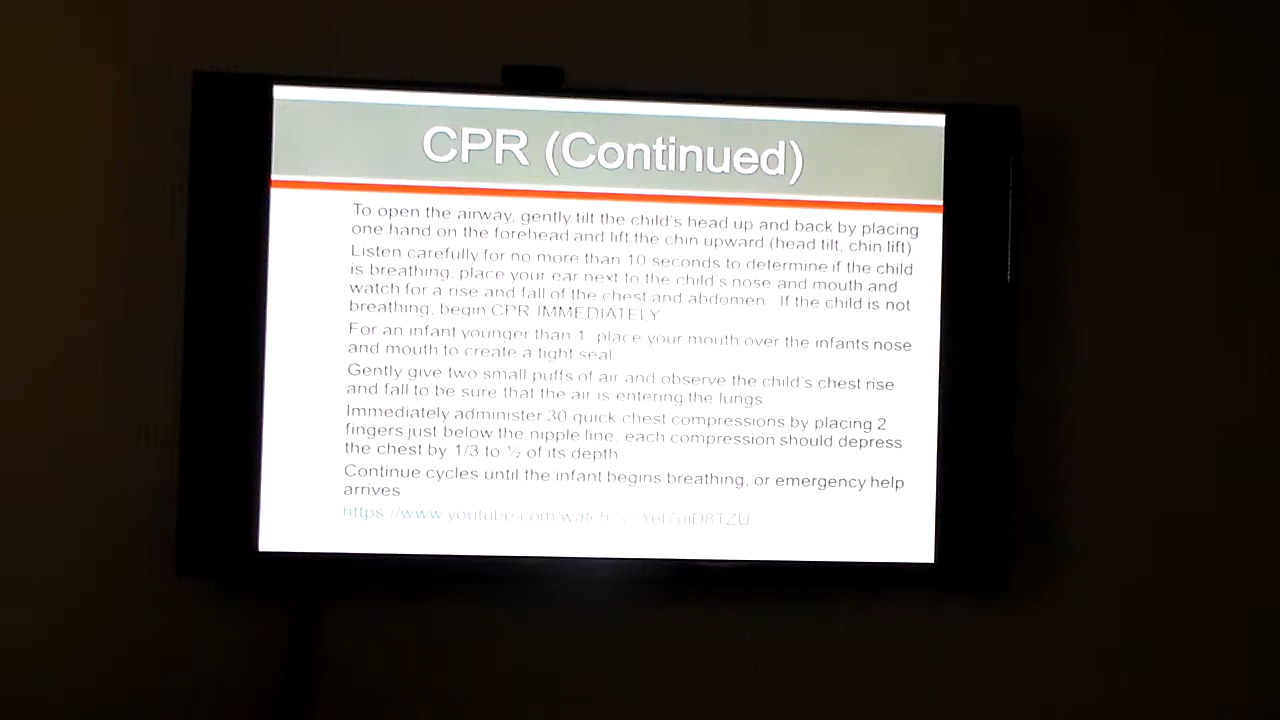 CPR (Continued)
To open the airway, gently tilt the child's head up and back by placing
one hand on the forehead and lift the chin upward (head tilt, chin lift)
Listen carefully for no more than 10 seconds to determine if the child
is breathing, place your ear next to the child's nose and mouth and
watch for a rise and fall of the chest and abdomen. If the child is not
breathing, begin CPR IMMEDIATELY
For an infant younger than 1, place your mouth over the infants nose
and mouth to create a tight seal
Gently give two small puffs of air and observe the child's chest rise
and fall to be sure that the air is entering the lungs
Immediately administer 30 quick chest compressions by placing 2
fingers just below the nipple line, each compression should depress
the chest by 1/3 to ½ of its depth
Continue cycles until the infant begins breathing, or emergency help
arrives